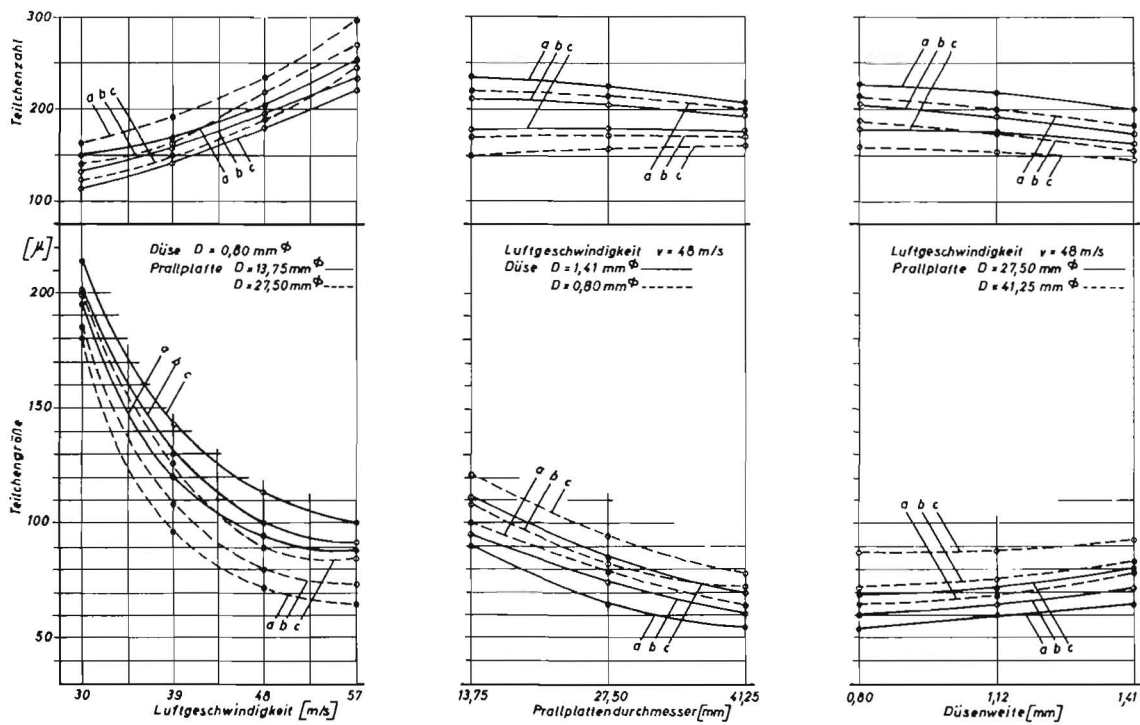 300
200
100
Teilchenzahl
a b c
a b c
a b c
a b c
a b c
a b c
[µ]
200
150
100
50
Teilchengröße
Düse D = 0,80 mm ϕ
Prallplatte D = 13,75 mm ϕ
D = 27,50 mm ϕ
a
b
c
a b c
30 39 48 57
Luftgeschwindigkeit [m/s]
Luftgeschwindigkeit v = 48 m/s
Düse D = 1,41 mm ϕ
D = 0,80 mm ϕ
a b c
a b c
13,75 27,50 41,25
Prallplattendurchmesser [mm]
Luftgeschwindigkeit v = 48 m/s
Prallplatte D = 27,50 mm ϕ
D = 41,25 mm ϕ
a b c
a b c
0,80 1,12 1,41
Düsenweite [mm]